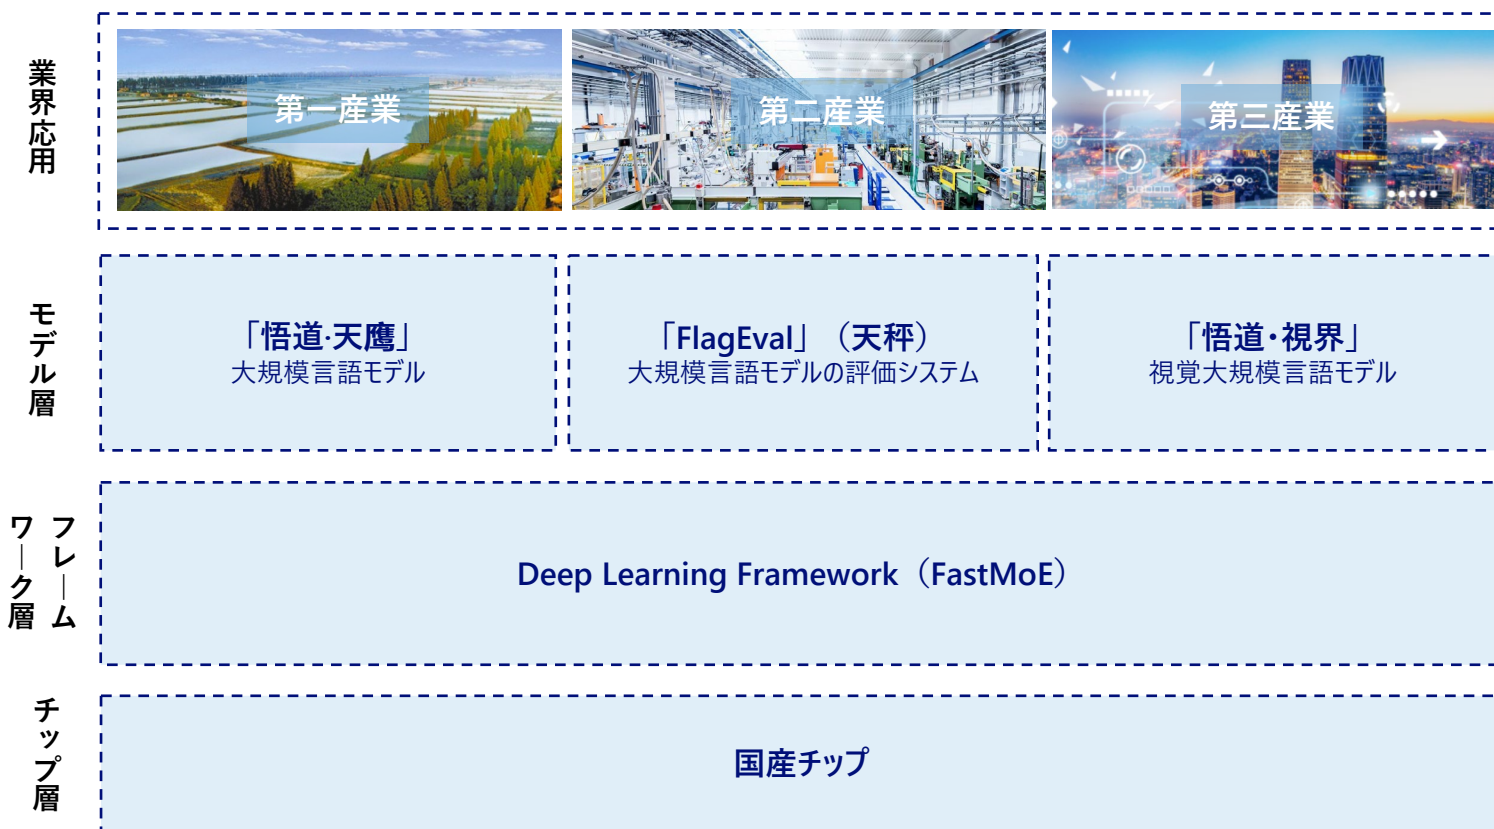 業界応用
第一産業
第二産業
第三産業
モデル層
「悟道·天鷹」
大規模言語モデル
「FlagEval」（天秤）
大規模言語モデルの評価システム
「悟道・視界」
視覚大規模言語モデル
フレーム
ワーク層
Deep Learning Framework（FastMoE）
チップ層
国産チップ